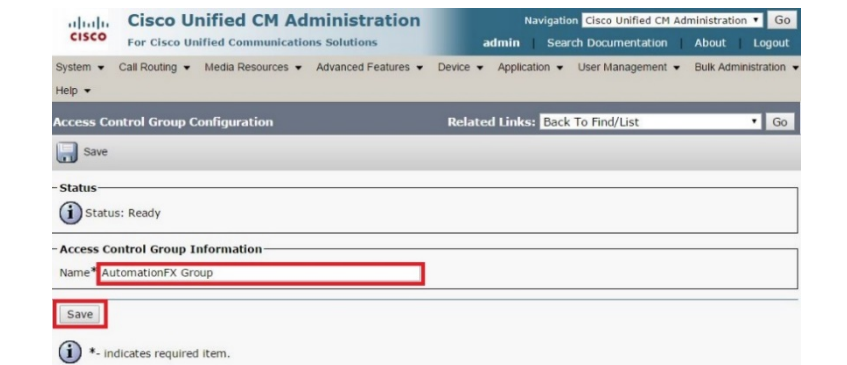 cisco Cisco Unified CM Administration
For Cisco Unified Communications Solutions
Navigation Cisco Unified CM Administration Go
admin | Search Documentation | About | Logout
System Call Routing Media Resources Advanced Features Device Application User Management Bulk Administration
Help
Access Control Group Configuration Related Links: Back To Find/List Go
Save
Status
Status: Ready
Access Control Group Information
Name* AutomationFX Group
Save
*- indicates required item.